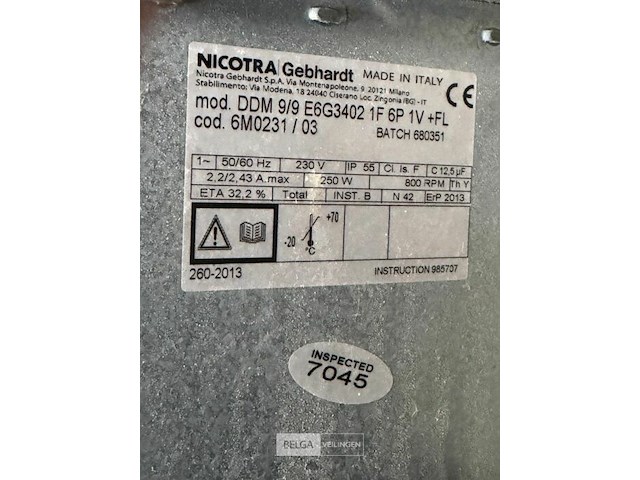 NICOTRA Gebhardt MADE IN ITALY CE
Nicotra Gebhardt S.p.A. Via Montenapoleone, 9 20121 Milano
Stabilimento: Via Modena, 18 24040 Ciserano Loc. Zingonia (BG) - IT
mod. DDM 9/9 E6G3402 1F 6P 1V +FL
cod. 6M0231 / 03 BATCH 680351
1~ 50/60 Hz 230 V IP 55 Cl. Is. F C 12,5 µF
2,2/2,43 A.max 250 W 800 RPM Th Y
ETA 32,2 % Total INST. B N 42 ErP 2013
+70
-20
°C
260-2013 INSTRUCTION 985707
INSPECTED
7045
BELGA VEILINGEN